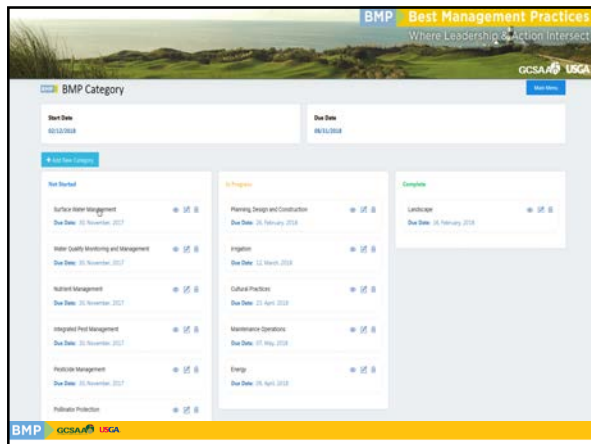 BMP Best Management Practices
Where Leadership & Action Intersect
GCSAA USGA
BMP BMP Category
Main Menu
Start Date
02/12/2018
Due Date
08/31/2018
+ Add New Category
Not Started
Surface Water Management
Due Date: 30, November, 2017
Water Quality Monitoring and Management
Due Date: 30, November, 2017
Nutrient Management
Due Date: 30, November, 2017
Integrated Pest Management
Due Date: 30, November, 2017
Pesticide Management
Due Date: 30, November, 2017
Pollinator Protection
In Progress
Planning, Design and Construction
Due Date: 26, February, 2018
Irrigation
Due Date: 12, March, 2018
Cultural Practices
Due Date: 23, April, 2018
Maintenance Operations
Due Date: 07, May, 2018
Energy
Due Date: 09, April, 2018
Complete
Landscape
Due Date: 16, February, 2018
BMP GCSAA USGA